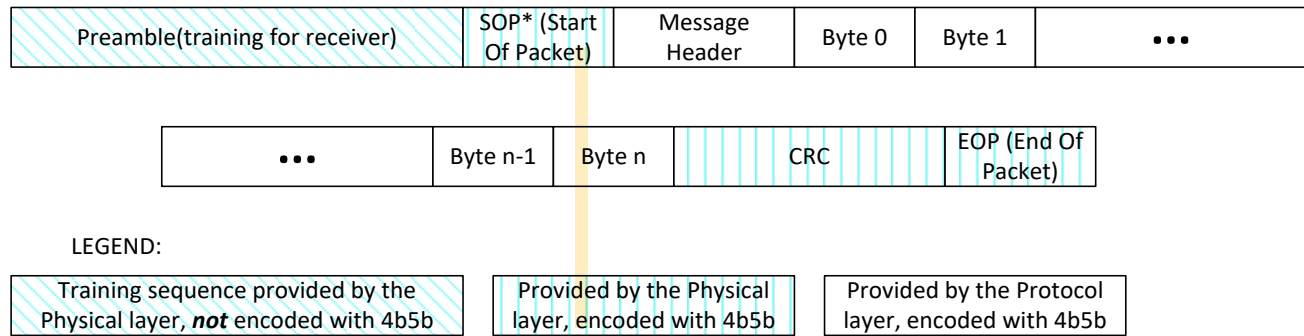 Preamble(training for receiver)
SOP* (Start
Of Packet)
Message
Header
Byte 0
Byte 1
•••
•••
Byte n-1
Byte n
CRC
EOP (End Of
Packet)
LEGEND:
Training sequence provided by the
Physical layer, not encoded with 4b5b
Provided by the Physical
layer, encoded with 4b5b
Provided by the Protocol
layer, encoded with 4b5b